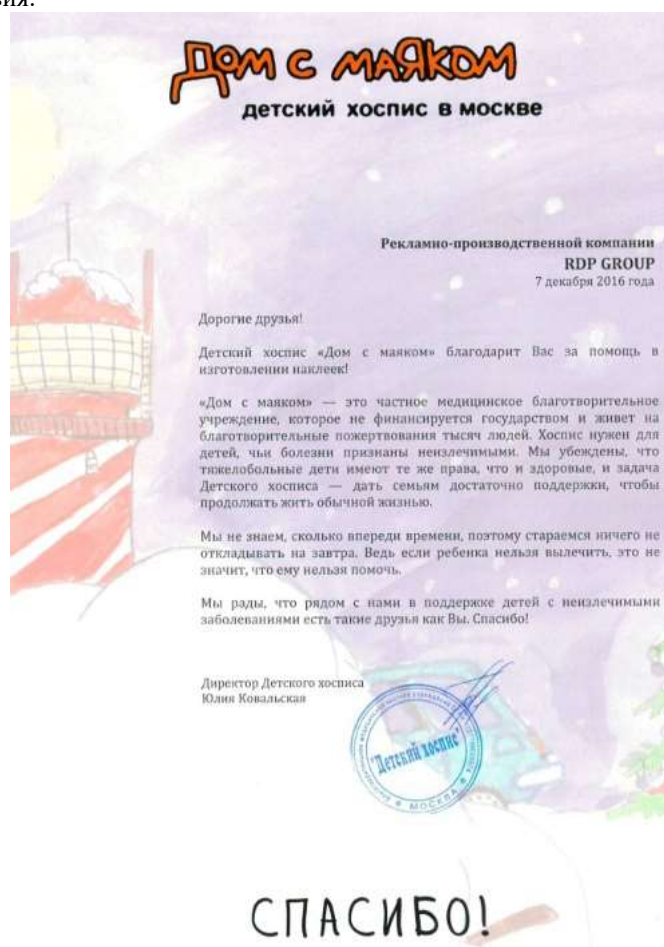 ия.
Дом с маяком
детский хоспис в москве
Рекламно-производственной компании
RDP GROUP
7 декабря 2016 года
Дорогие друзья!
Детский хоспис «Дом с маяком» благодарит Вас за помощь в
изготовлении наклеек!
«Дом с маяком» — это частное медицинское благотворительное
учреждение, которое не финансируется государством и живет на
благотворительные пожертвования тысяч людей. Хоспис нужен для
детей, чьи болезни признаны неизлечимыми. Мы убеждены, что
тяжелобольные дети имеют те же права, что и здоровые, и задача
Детского хосписа — дать семьям достаточно поддержки, чтобы
продолжать жить обычной жизнью.
Мы не знаем, сколько впереди времени, поэтому стараемся ничего не
откладывать на завтра. Ведь если ребенка нельзя вылечить, это не
значит, что ему нельзя помочь.
Мы рады, что рядом с нами в поддержке детей с неизлечимыми
заболеваниями есть такие друзья как Вы. Спасибо!
Директор Детского хосписа
Юлия Ковальская
"Детский хоспис"
МОСКВА
СПАСИБО!